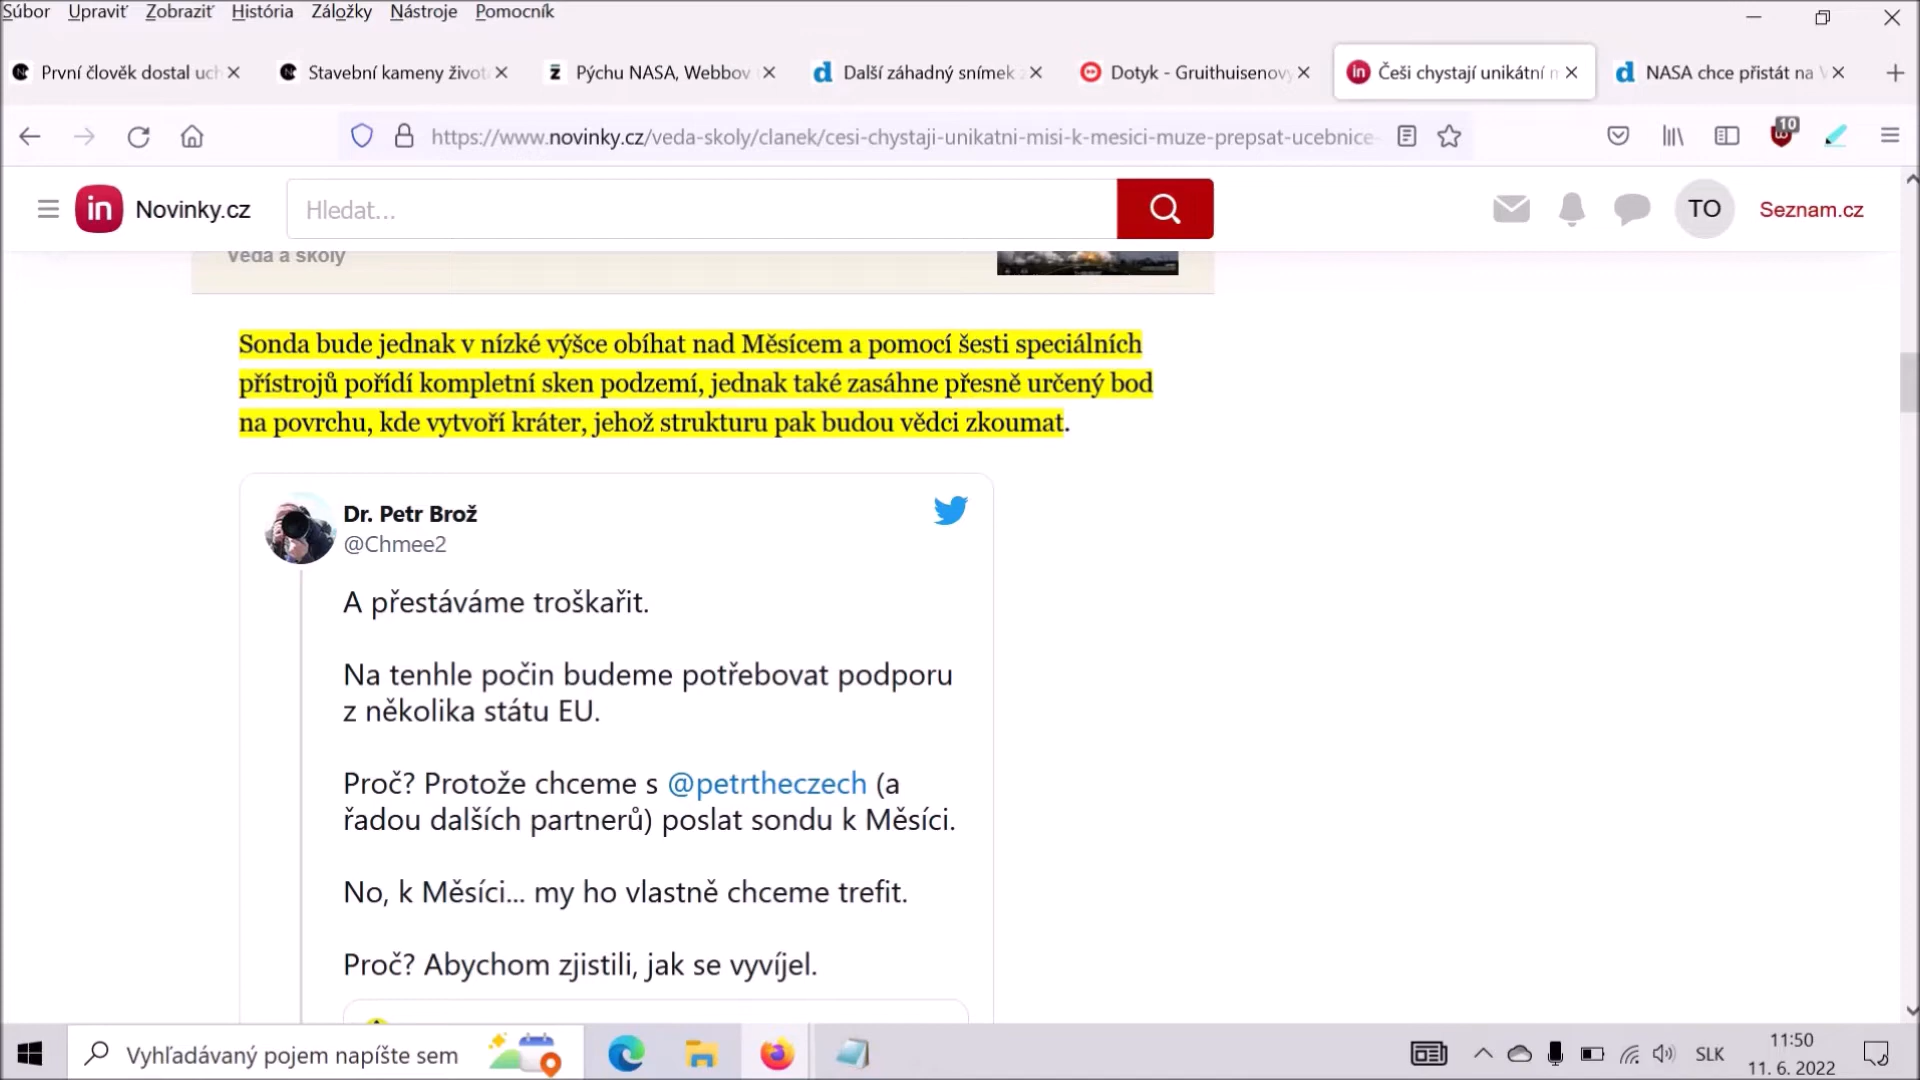 Súbor Upraviť Zobraziť História Záložky Nástroje Pomocník
První člověk dostal uch
Stavební kameny život
ž Pýchu NASA, Webbov
d Další záhadný snímek z
Dotyk - Gruithuisenovy
in Češi chystají unikátní m
d NASA chce přistát na V
https://www.novinky.cz/veda-skoly/clanek/cesi-chystaji-unikatni-misi-k-mesici-muze-prepsat-ucebnice-
10
in Novinky.cz
Hledat...
TO
Seznam.cz
Věda a školy
Sonda bude jednak v nízké výšce obíhat nad Měsícem a pomocí šesti speciálních
přístrojů pořídí kompletní sken podzemí, jednak také zasáhne přesně určený bod
na povrchu, kde vytvoří kráter, jehož strukturu pak budou vědci zkoumat.
Dr. Petr Brož
@Chmee2
A přestáváme troškařit.
Na tenhle počin budeme potřebovat podporu
z několika státu EU.
Proč? Protože chceme s @petrtheczech (a
řadou dalších partnerů) poslat sondu k Měsíci.
No, k Měsíci... my ho vlastně chceme trefit.
Proč? Abychom zjistili, jak se vyvíjel.
Vyhľadávaný pojem napíšte sem
SLK
11:50
11. 6. 2022